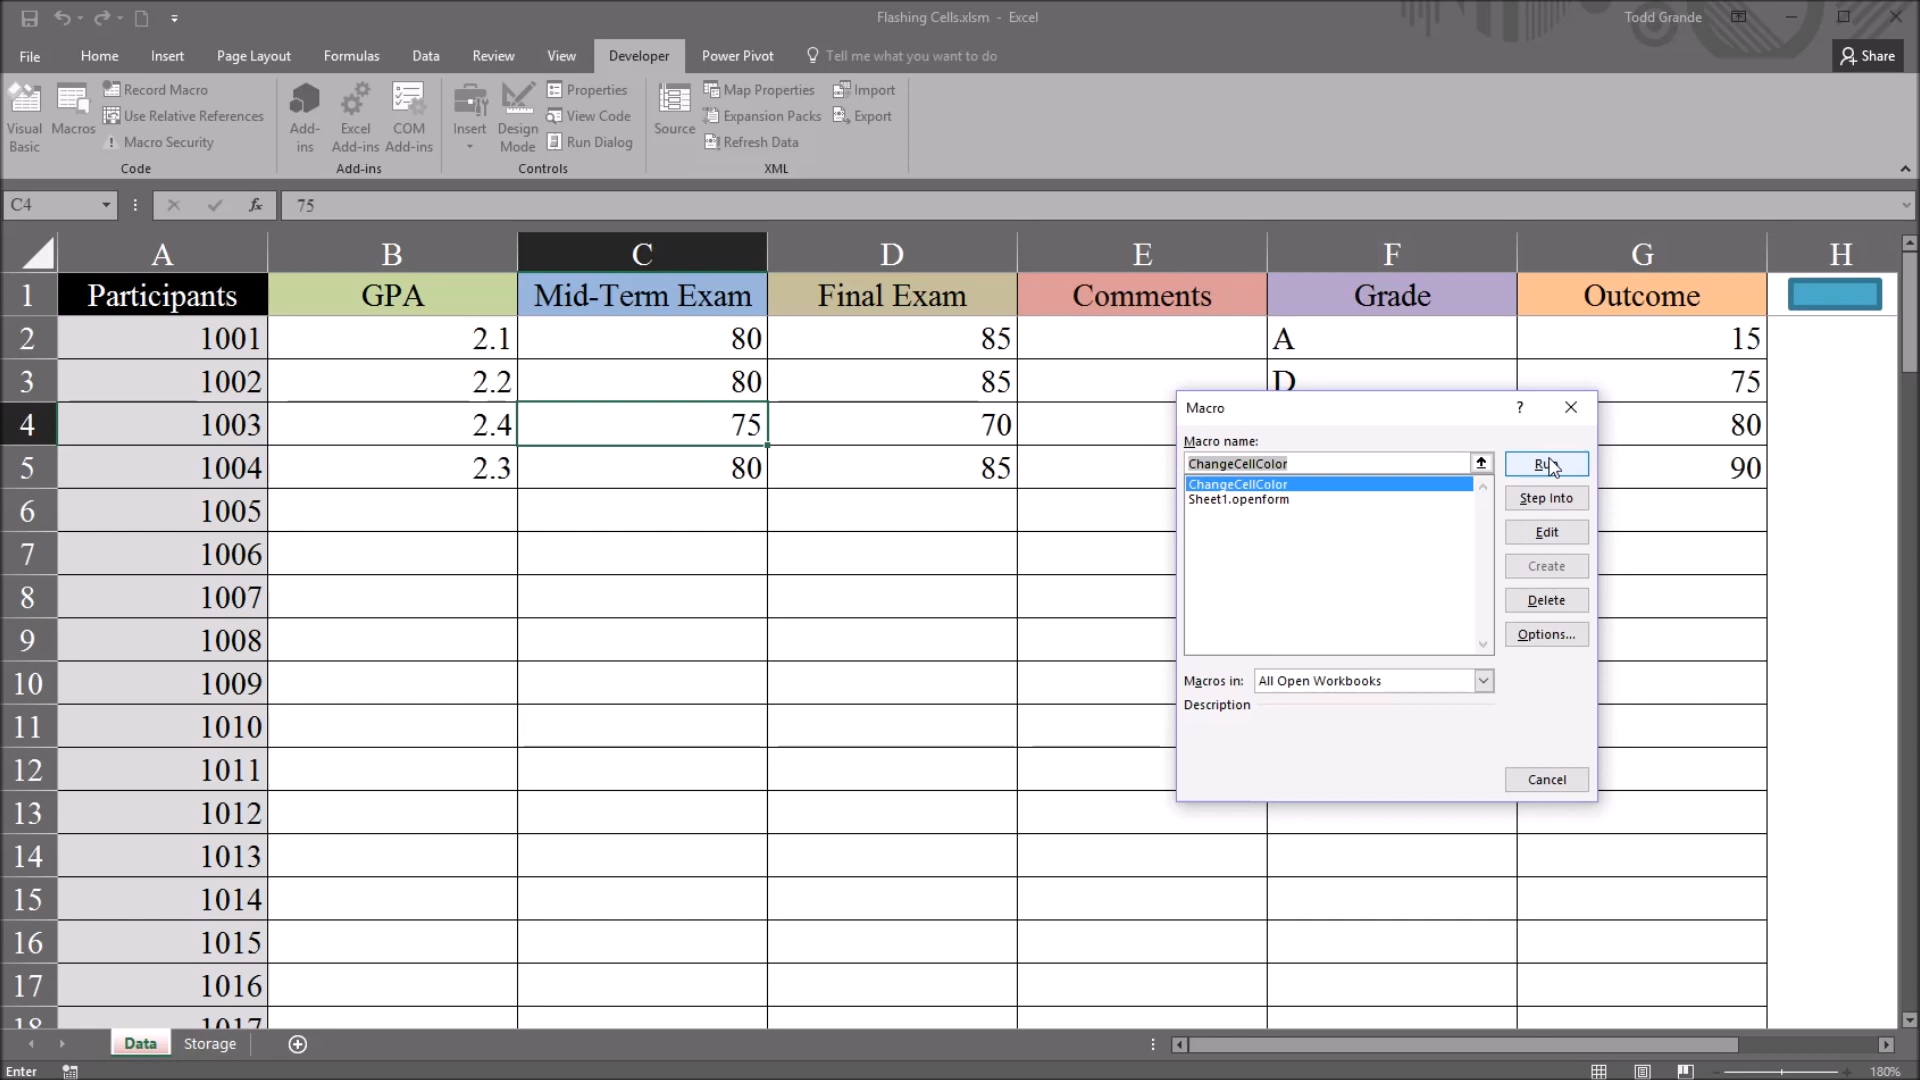 Flashing Cells.xlsm - Excel
Todd Grande
File Home Insert Page Layout Formulas Data Review View Developer Power Pivot Tell me what you want to do Share
Visual Basic
Macros
Record Macro
Use Relative References
Macro Security
Code
Add-ins
Excel Add-ins
COM Add-ins
Add-ins
Insert
Design Mode
Properties
View Code
Run Dialog
Controls
Source
Map Properties
Expansion Packs
Refresh Data
Import
Export
XML
C4 fx 75
A B C D E F G H
1 Participants GPA Mid-Term Exam Final Exam Comments Grade Outcome
2 1001 2.1 80 85 A 15
3 1002 2.2 80 85 D 75
4 1003 2.4 75 70 80
5 1004 2.3 80 85 90
6 1005
7 1006
8 1007
9 1008
10 1009
11 1010
12 1011
13 1012
14 1013
15 1014
16 1015
17 1016
18 1017
Macro ?
Macro name:
ChangeCellColor
ChangeCellColor
Sheet1.openform
Run
Step Into
Edit
Create
Delete
Options...
Macros in: All Open Workbooks
Description
Cancel
Data Storage
Enter 180%